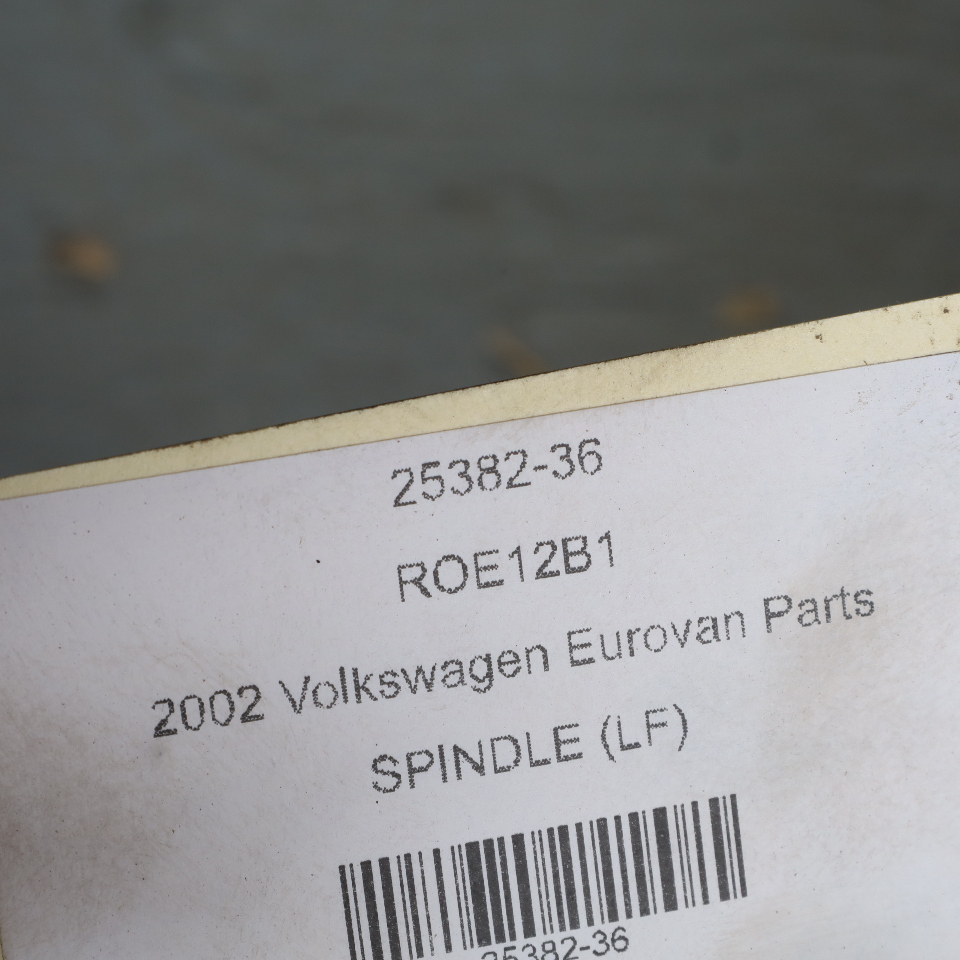 25382-36
ROE12B1
2002 Volkswagen Eurovan Parts
SPINDLE (LF)
25382-36